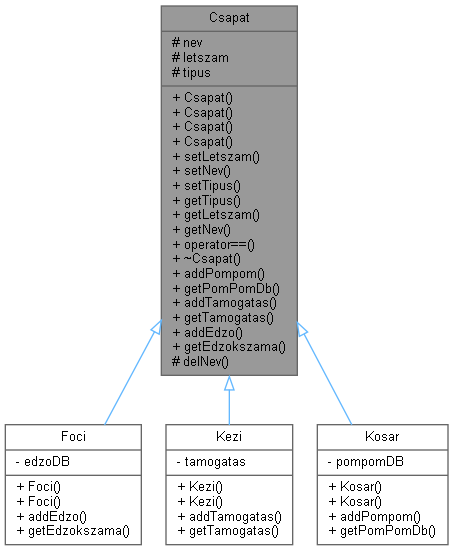 Csapat
# nev
# letszam
# tipus
+ Csapat()
+ Csapat()
+ Csapat()
+ Csapat()
+ setLetszam()
+ setNev()
+ setTipus()
+ getTipus()
+ getLetszam()
+ getNev()
+ operator==()
+ ~Csapat()
+ addPompom()
+ getPomPomDb()
+ addTamogatas()
+ getTamogatas()
+ addEdzo()
+ getEdzokszama()
# delNev()
Foci
- edzoDB
+ Foci()
+ Foci()
+ addEdzo()
+ getEdzokszama()
Kezi
- tamogatas
+ Kezi()
+ Kezi()
+ addTamogatas()
+ getTamogatas()
Kosar
- pompomDB
+ Kosar()
+ Kosar()
+ addPompom()
+ getPomPomDb()